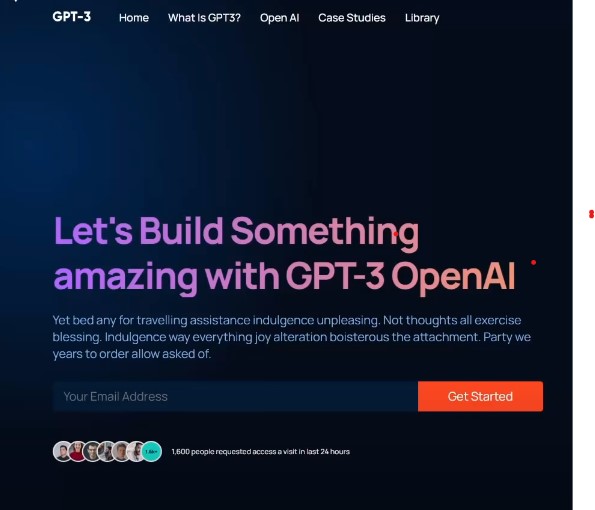 GPT-3 Home What Is GPT3? Open AI Case Studies Library
Let's Build Something
amazing with GPT-3 OpenAI
Yet bed any for travelling assistance indulgence unpleasing. Not thoughts all exercise
blessing. Indulgence way everything joy alteration boisterous the attachment. Party we
years to order allow asked of.
Your Email Address Get Started
1,600 people requested access a visit in last 24 hours